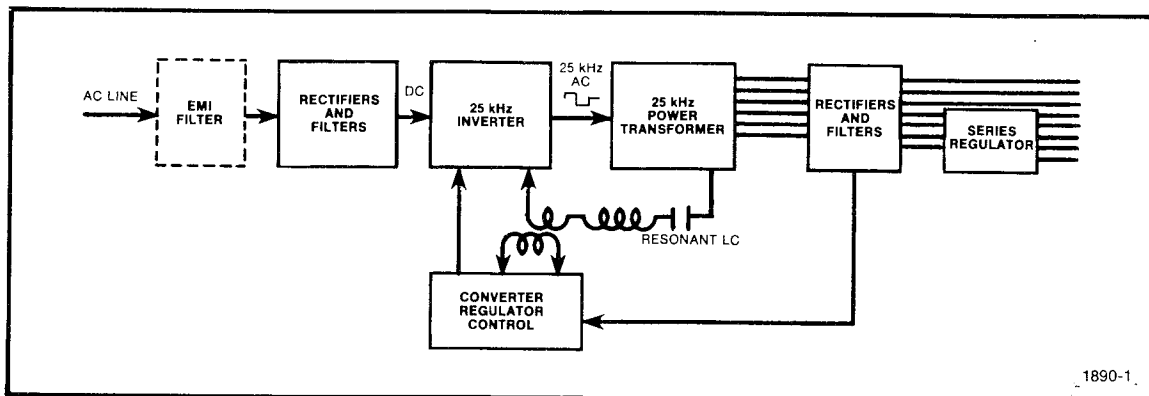 AC LINE
EMI
FILTER
RECTIFIERS
AND
FILTERS
DC
25 kHz
INVERTER
25 kHz
AC
25 kHz
POWER
TRANSFORMER
RECTIFIERS
AND
FILTERS
SERIES
REGULATOR
RESONANT LC
CONVERTER
REGULATOR
CONTROL
1890-1